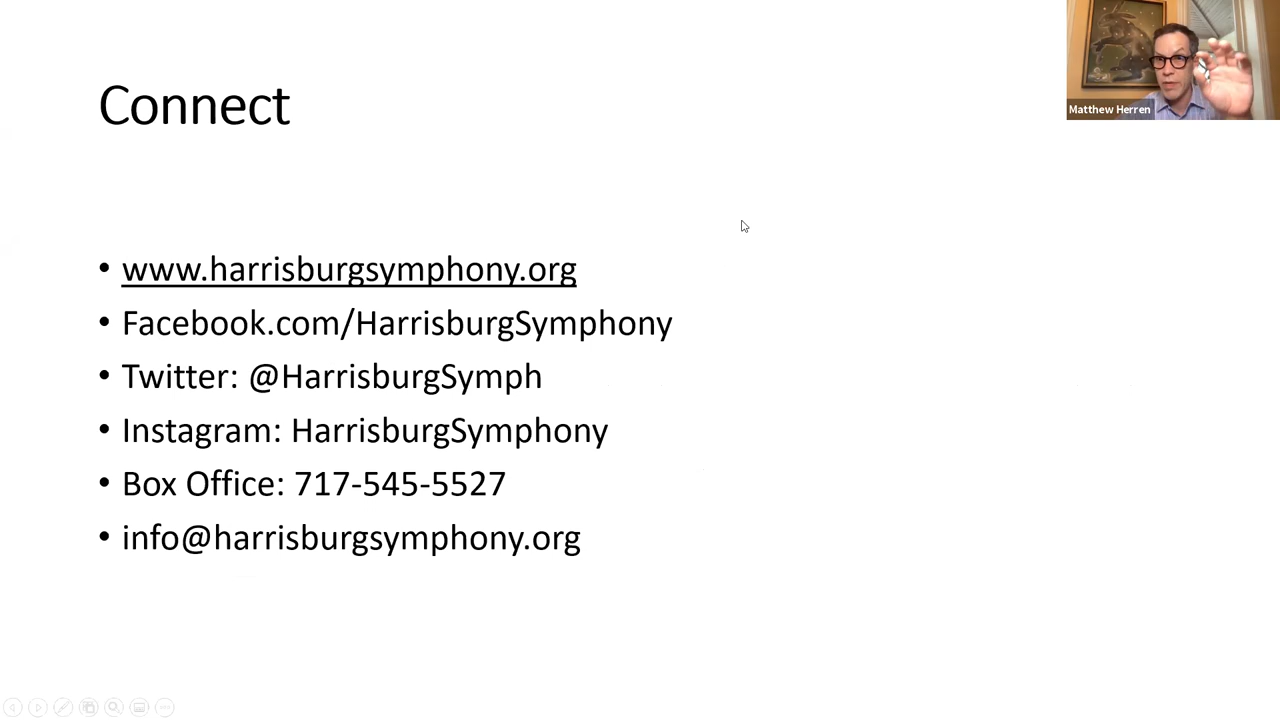 Connect
Matthew Herren
• www.harrisburgsymphony.org
• Facebook.com/HarrisburgSymphony
• Twitter: @HarrisburgSymph
• Instagram: HarrisburgSymphony
• Box Office: 717-545-5527
• info@harrisburgsymphony.org